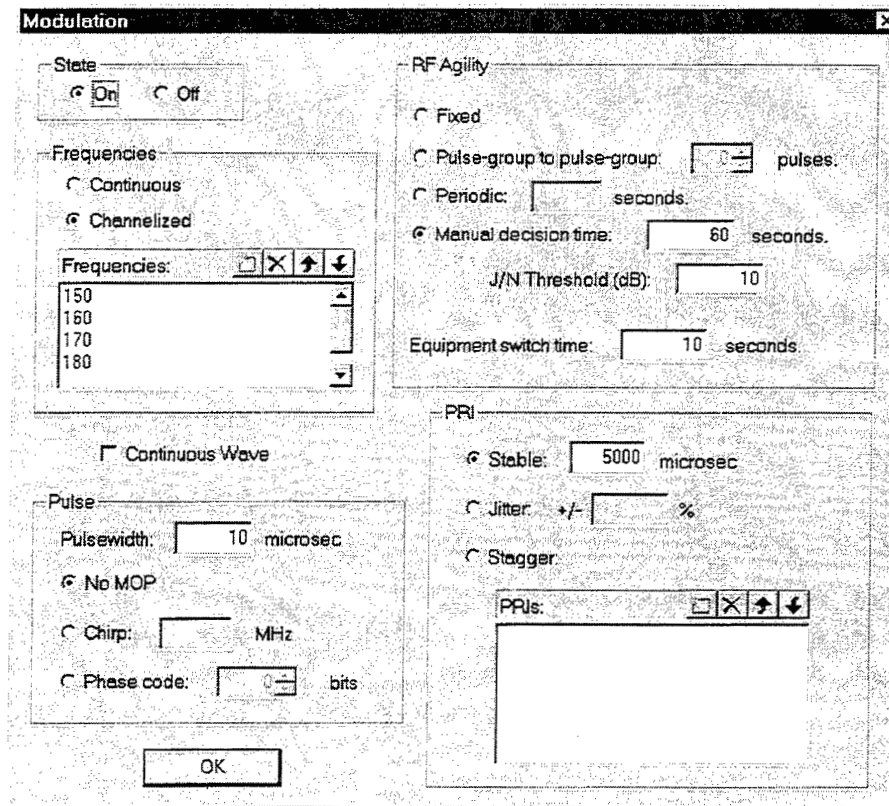 Modulation
State
On Off
Frequencies
Continuous
Channelized
Frequencies:
150
160
170
180
Continuous Wave
Pulse
Pulsewidth: 10 microsec
No MOP
Chirp: MHz
Phase code: 0 bits
OK
RF Agility
Fixed
Pulse-group to pulse-group: 0 pulses.
Periodic: seconds.
Manual decision time: 60 seconds.
J/N Threshold (dB): 10
Equipment switch time: 10 seconds.
PRI
Stable: 5000 microsec
Jitter: +/- %
Stagger
PRIs: